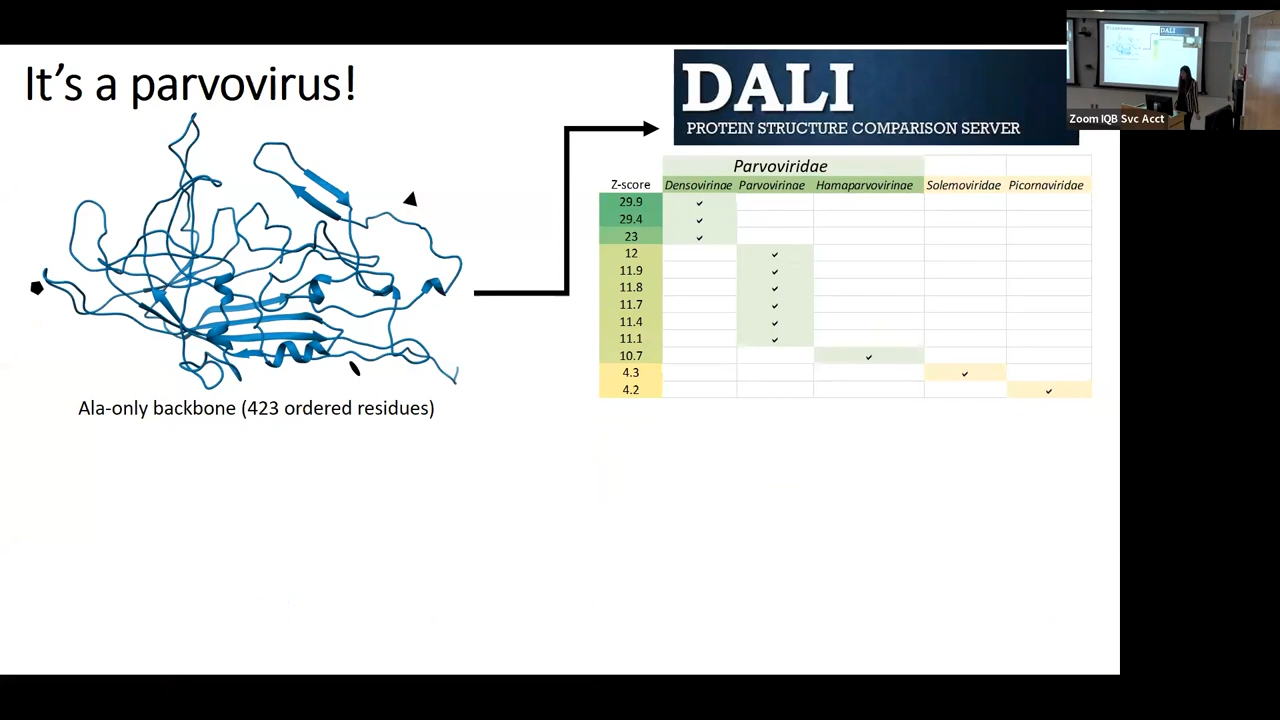 It's a parvovirus!
DALI
PROTEIN STRUCTURE COMPARISON SERVER
Zoom IQB Svc Acct
Parvoviridae
Z-score Densovirinae Parvovirinae Hamaparvovirinae Solemoviridae Picornaviridae
29.9 ✓
29.4 ✓
23 ✓
12 ✓
11.9 ✓
11.8 ✓
11.7 ✓
11.4 ✓
11.1 ✓
10.7 ✓
4.3 ✓
4.2 ✓
Ala-only backbone (423 ordered residues)